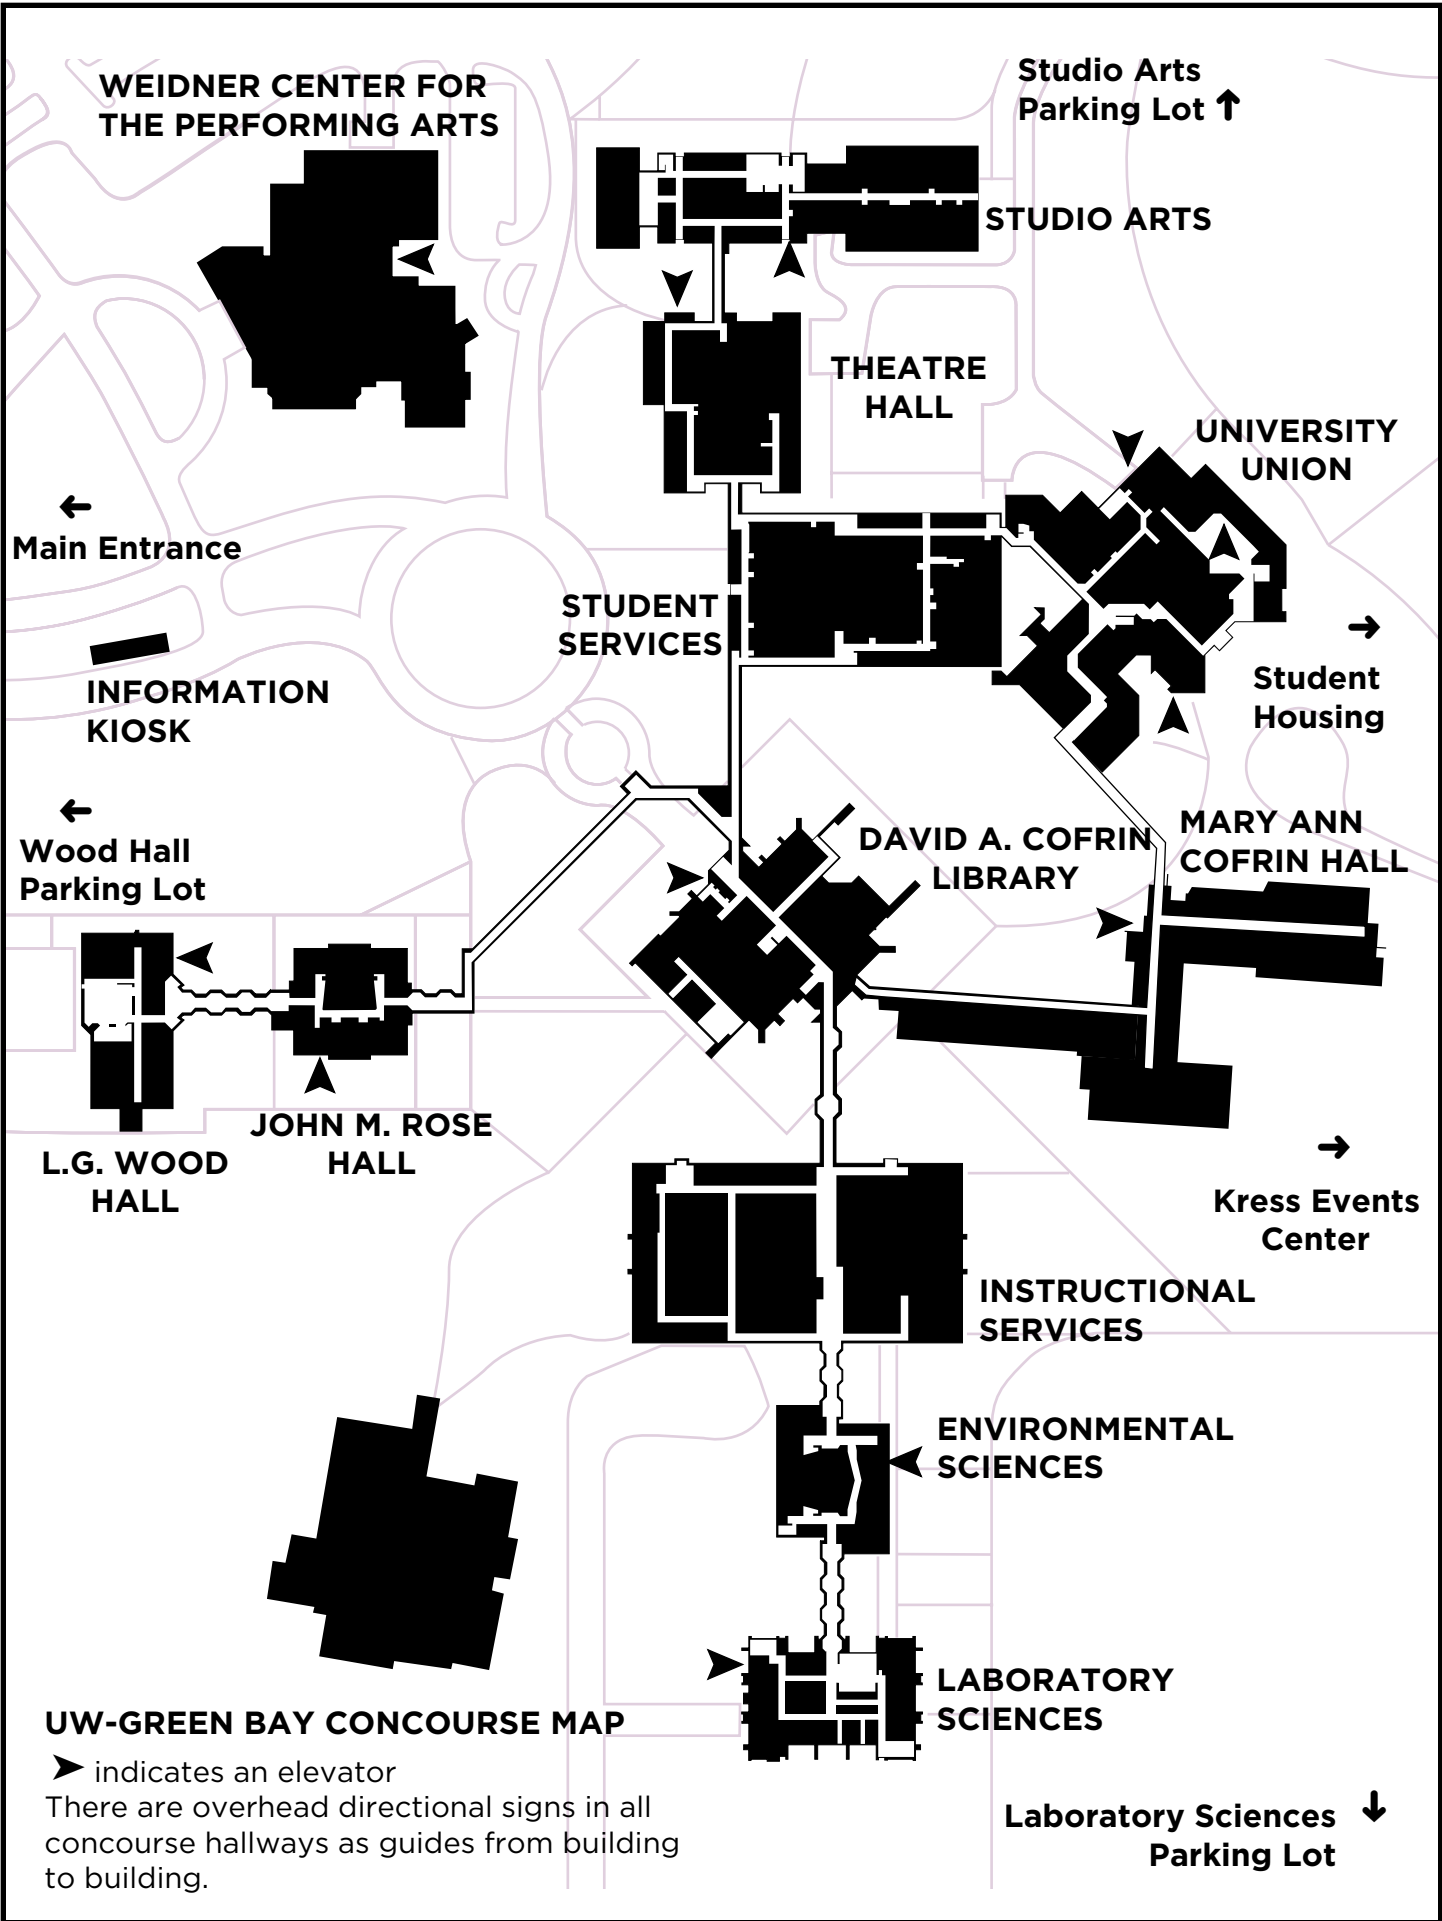 WEIDNER CENTER FOR
THE PERFORMING ARTS
Studio Arts
Parking Lot ↑
STUDIO ARTS
THEATRE
HALL
UNIVERSITY
UNION
←
Main Entrance
STUDENT
SERVICES
→
Student
Housing
INFORMATION
KIOSK
←
Wood Hall
Parking Lot
DAVID A. COFRIN
LIBRARY
MARY ANN
COFRIN HALL
JOHN M. ROSE
HALL
L.G. WOOD
HALL
→
Kress Events
Center
INSTRUCTIONAL
SERVICES
ENVIRONMENTAL
SCIENCES
LABORATORY
SCIENCES
UW-GREEN BAY CONCOURSE MAP
➤ indicates an elevator
There are overhead directional signs in all
concourse hallways as guides from building
to building.
Laboratory Sciences ↓
Parking Lot